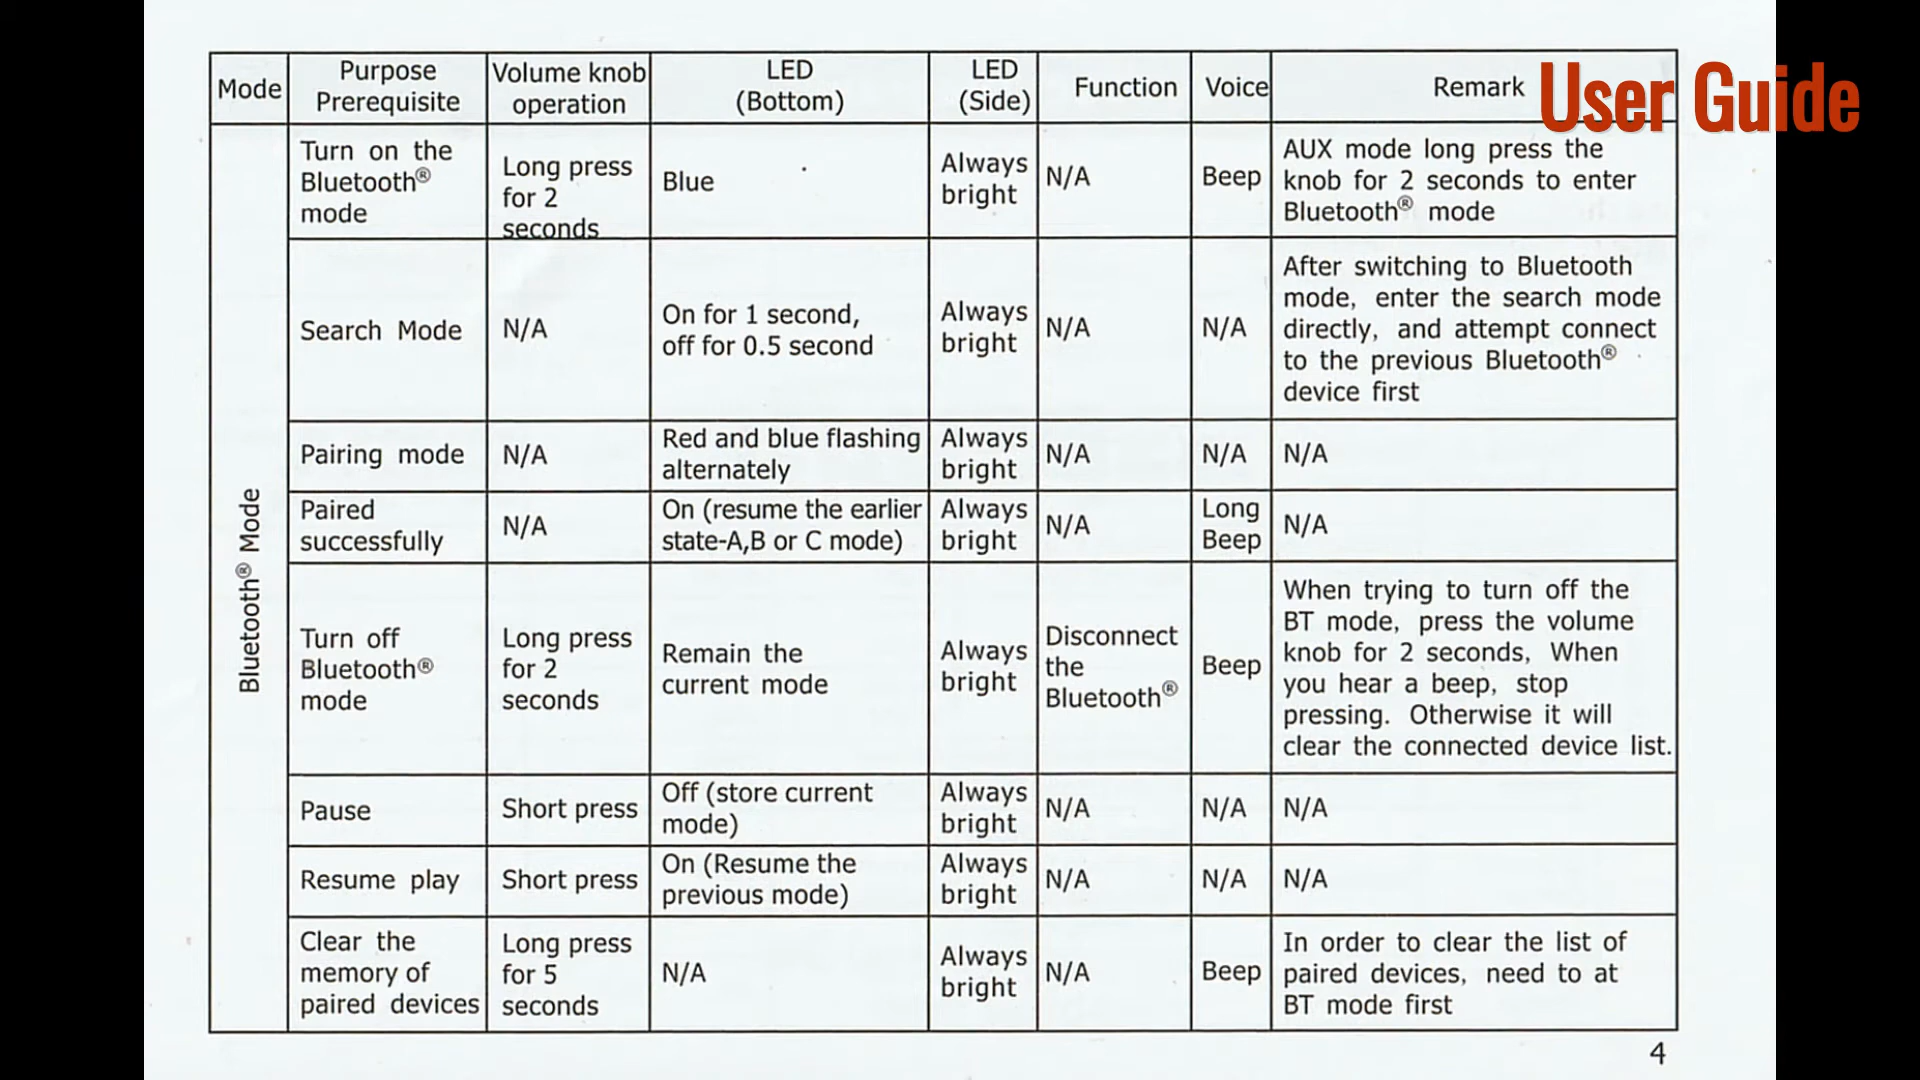 User Guide
Mode
Purpose
Prerequisite
Volume knob
operation
LED
(Bottom)
LED
(Side)
Function
Voice
Remark
Bluetooth® Mode
Turn on the
Bluetooth®
mode
Long press
for 2
seconds
Blue
Always
bright
N/A
Beep
AUX mode long press the
knob for 2 seconds to enter
Bluetooth® mode
Search Mode
N/A
On for 1 second,
off for 0.5 second
Always
bright
N/A
N/A
After switching to Bluetooth
mode, enter the search mode
directly, and attempt connect
to the previous Bluetooth®
device first
Pairing mode
N/A
Red and blue flashing
alternately
Always
bright
N/A
N/A
N/A
Paired
successfully
N/A
On (resume the earlier
state-A,B or C mode)
Always
bright
N/A
Long
Beep
N/A
Turn off
Bluetooth®
mode
Long press
for 2
seconds
Remain the
current mode
Always
bright
Disconnect
the
Bluetooth®
Beep
When trying to turn off the
BT mode, press the volume
knob for 2 seconds, When
you hear a beep, stop
pressing. Otherwise it will
clear the connected device list.
Pause
Short press
Off (store current
mode)
Always
bright
N/A
N/A
N/A
Resume play
Short press
On (Resume the
previous mode)
Always
bright
N/A
N/A
N/A
Clear the
memory of
paired devices
Long press
for 5
seconds
N/A
Always
bright
N/A
Beep
In order to clear the list of
paired devices, need to at
BT mode first
4